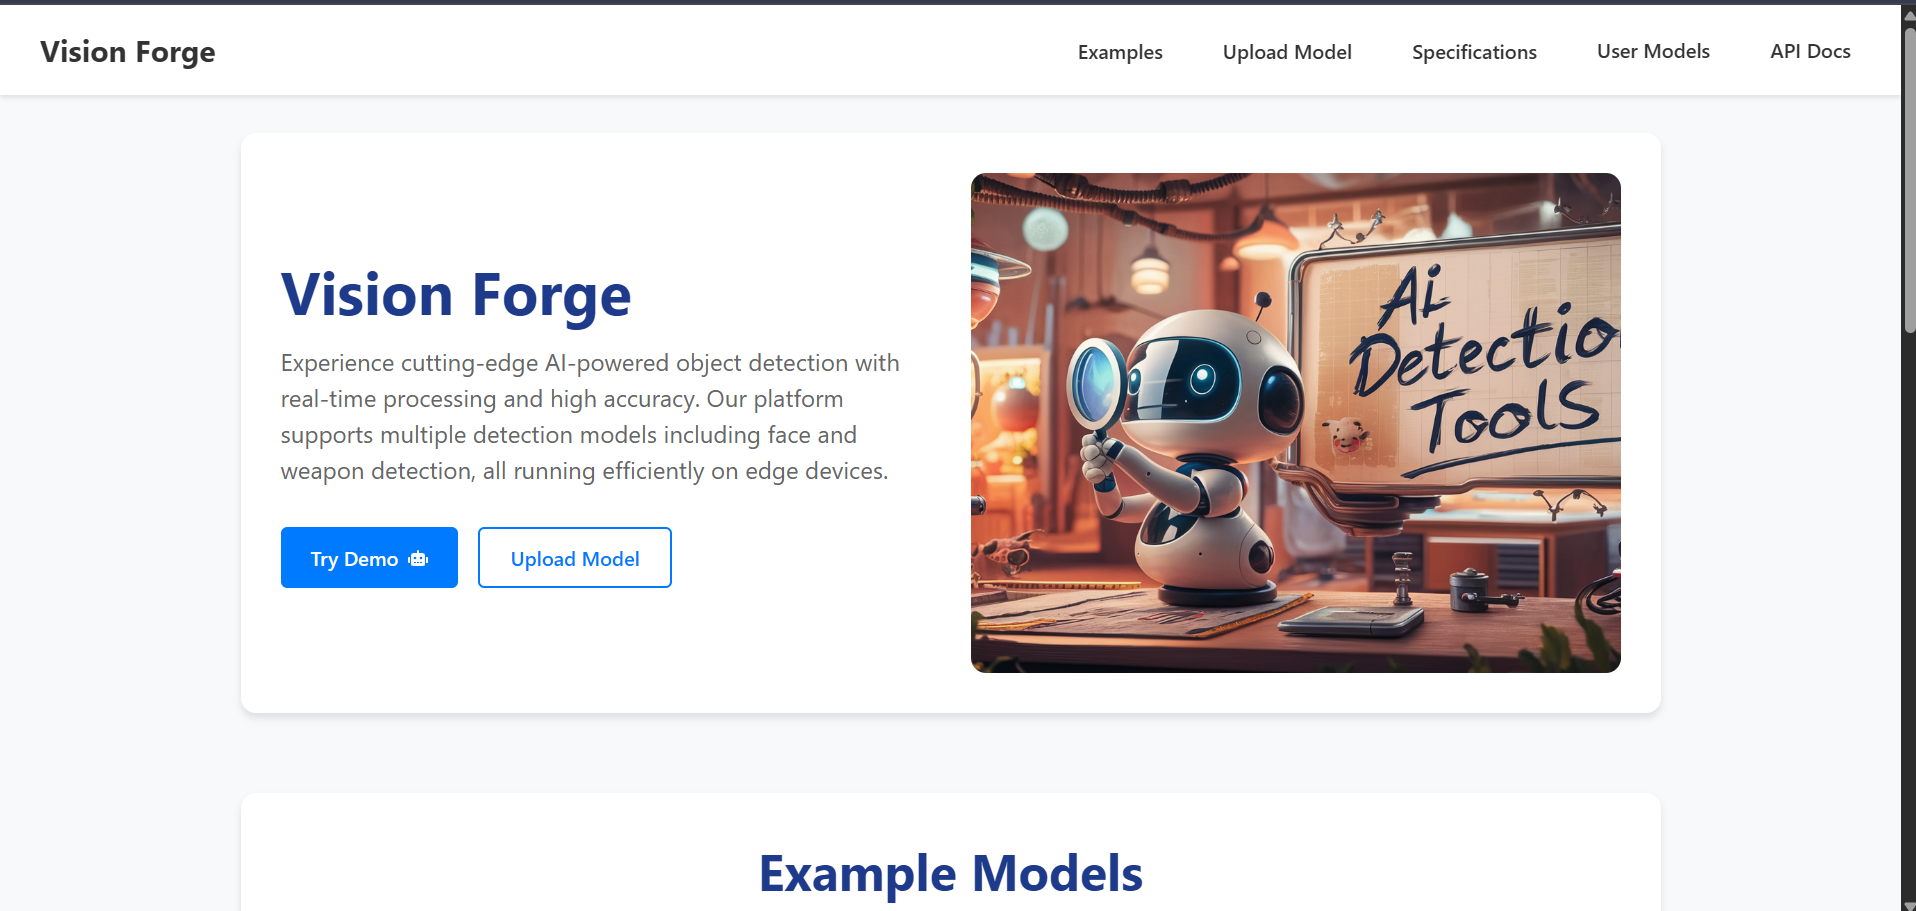 Vision Forge
Examples
Upload Model
Specifications
User Models
API Docs
Vision Forge
Experience cutting-edge AI-powered object detection with
real-time processing and high accuracy. Our platform
supports multiple detection models including face and
weapon detection, all running efficiently on edge devices.
Try Demo
Upload Model
Ai
Detectio
Tools
Example Models